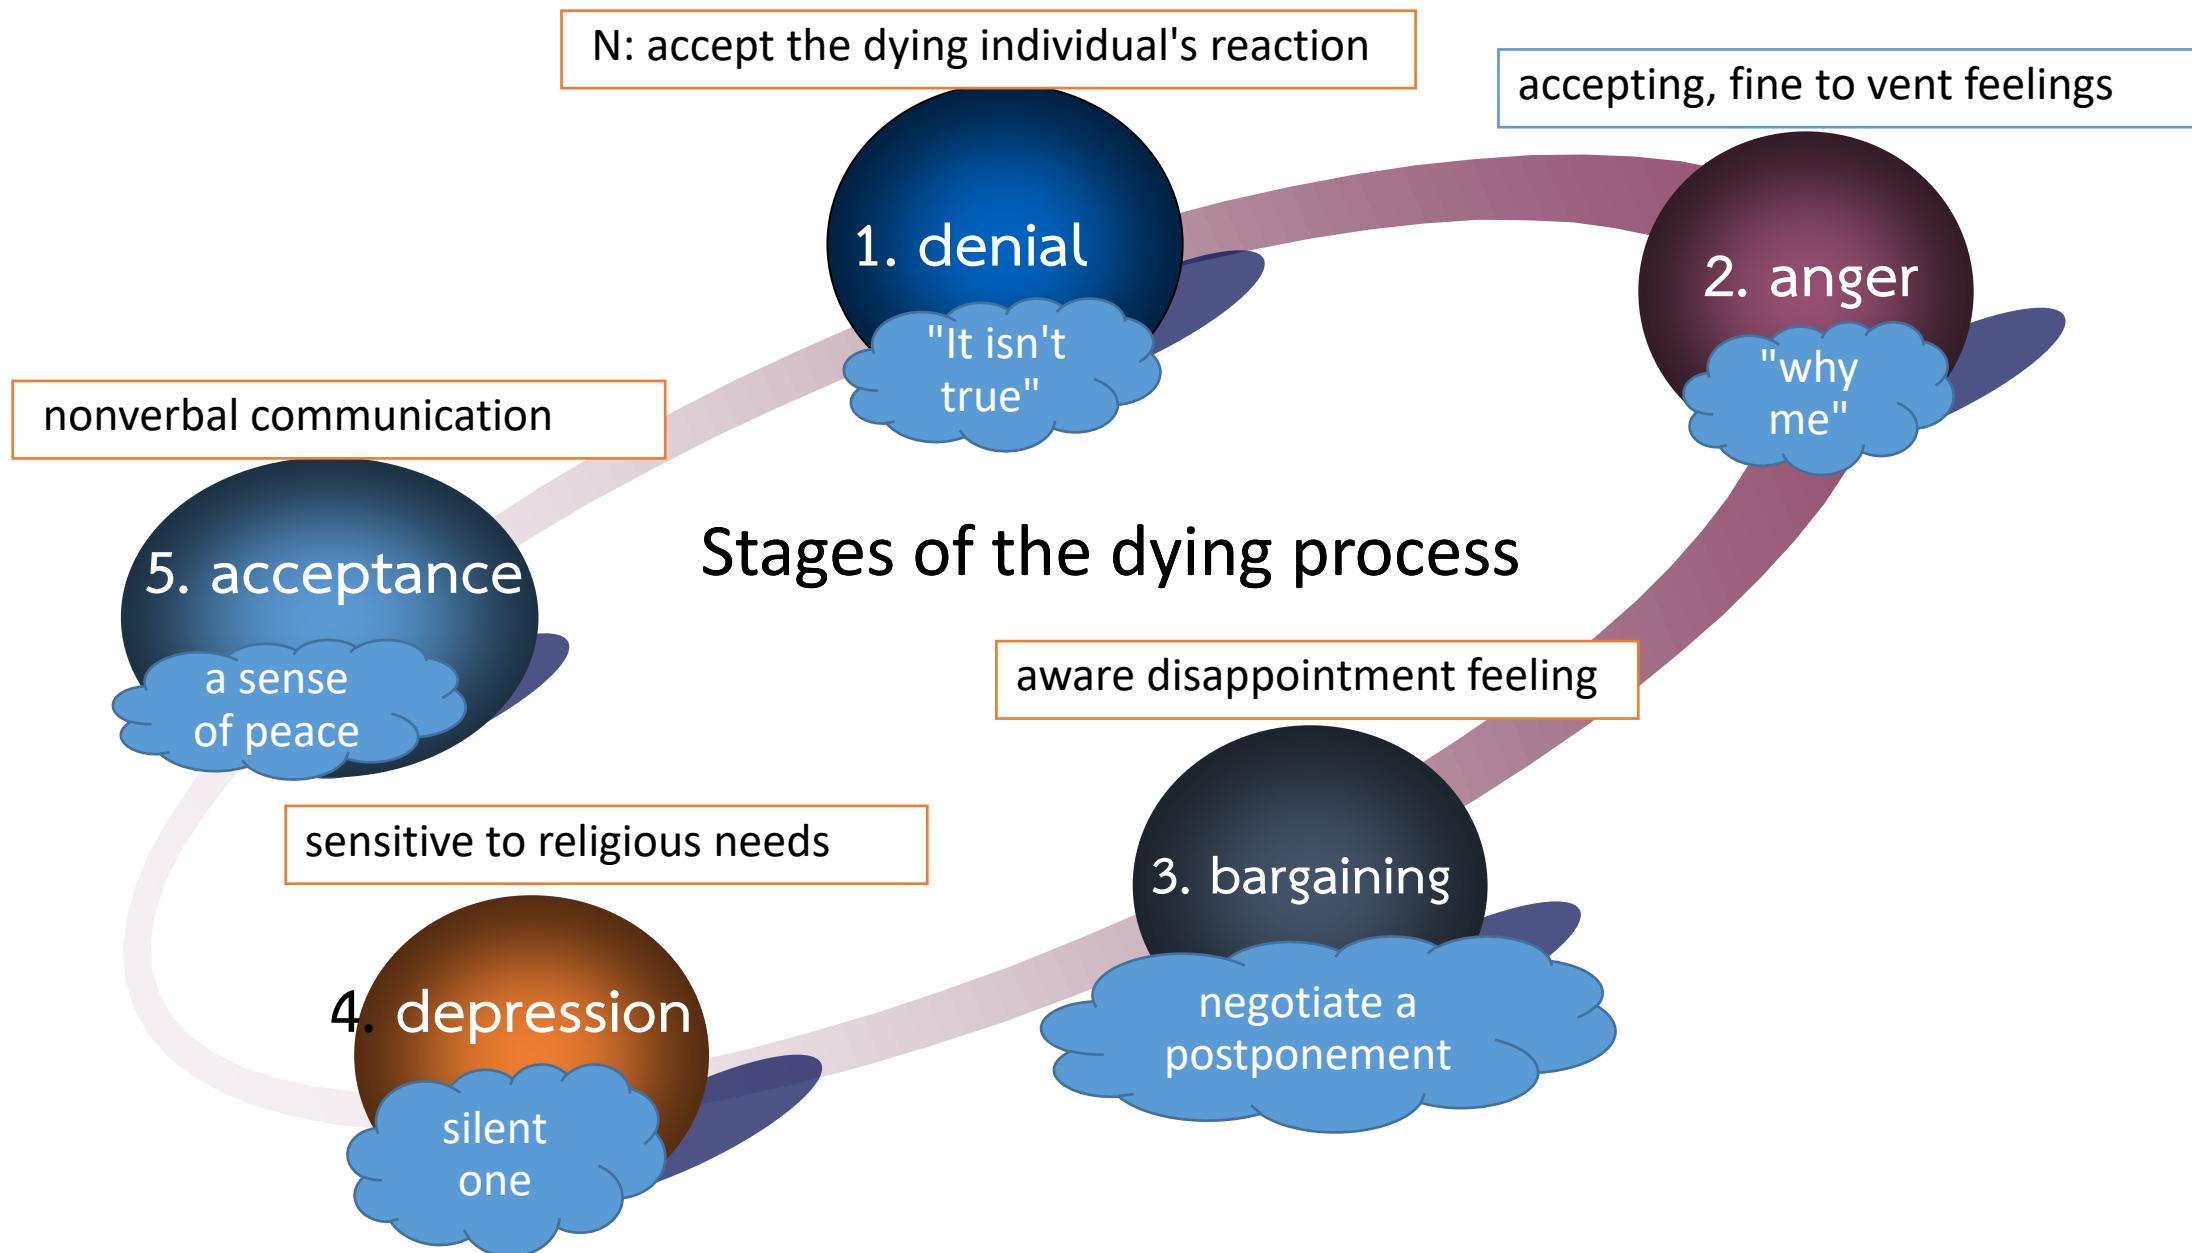 N: accept the dying individual's reaction
accepting, fine to vent feelings
1. denial
"It isn't
true"
2. anger
"why
me"
nonverbal communication
5. acceptance
a sense
of peace
Stages of the dying process
aware disappointment feeling
3. bargaining
negotiate a
postponement
sensitive to religious needs
4. depression
silent
one